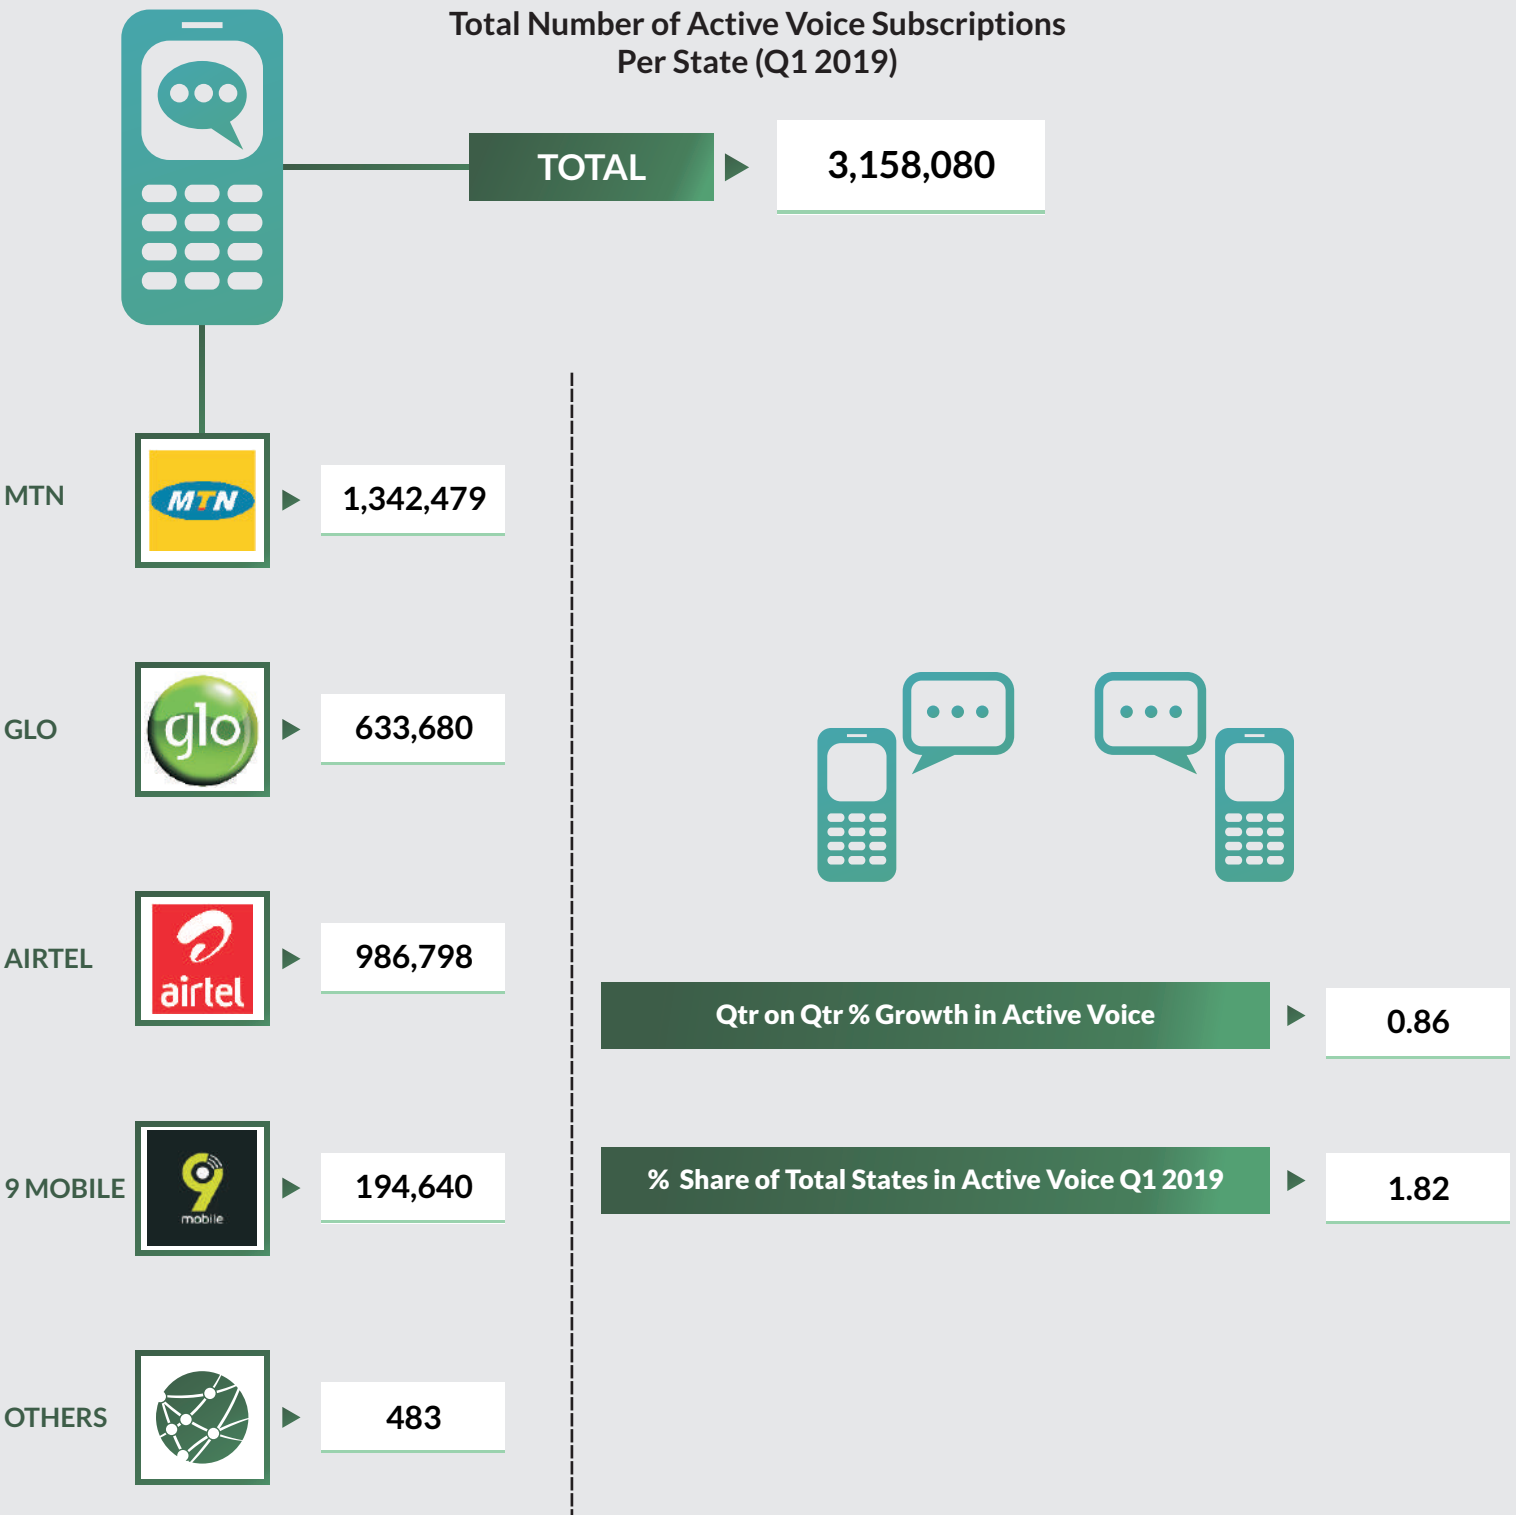 Total Number of Active Voice Subscriptions
Per State (Q1 2019)
TOTAL
3,158,080
MTN
MTN
1,342,479
GLO
glo
633,680
AIRTEL
airtel
986,798
9 MOBILE
9
mobile
194,640
OTHERS
483
Qtr on Qtr % Growth in Active Voice
0.86
% Share of Total States in Active Voice Q1 2019
1.82